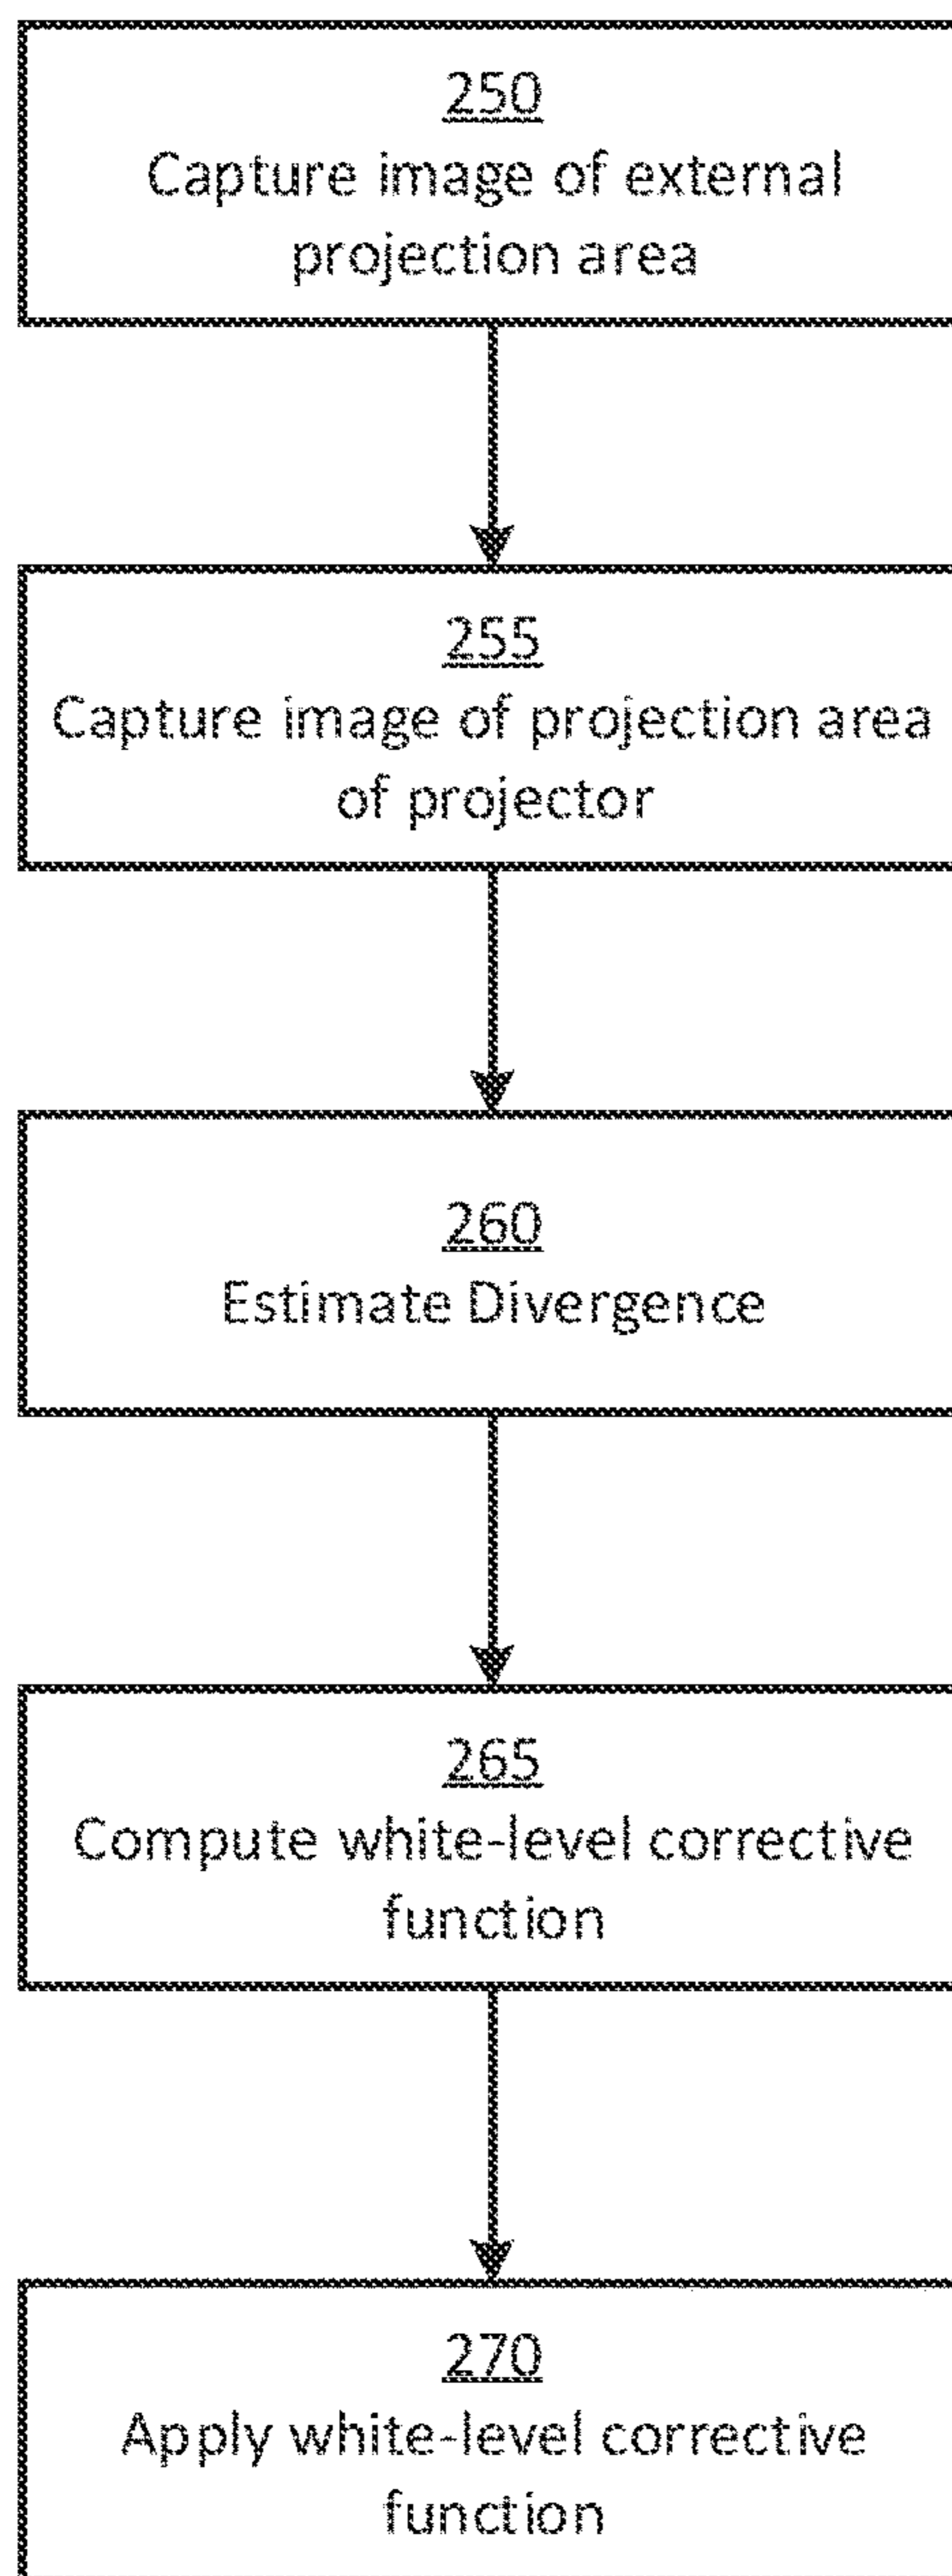 250
Capture image of external
projection area
255
Capture image of projection area
of projector
260
Estimate Divergence
265
Compute white-level corrective
function
270
Apply white-level corrective
function